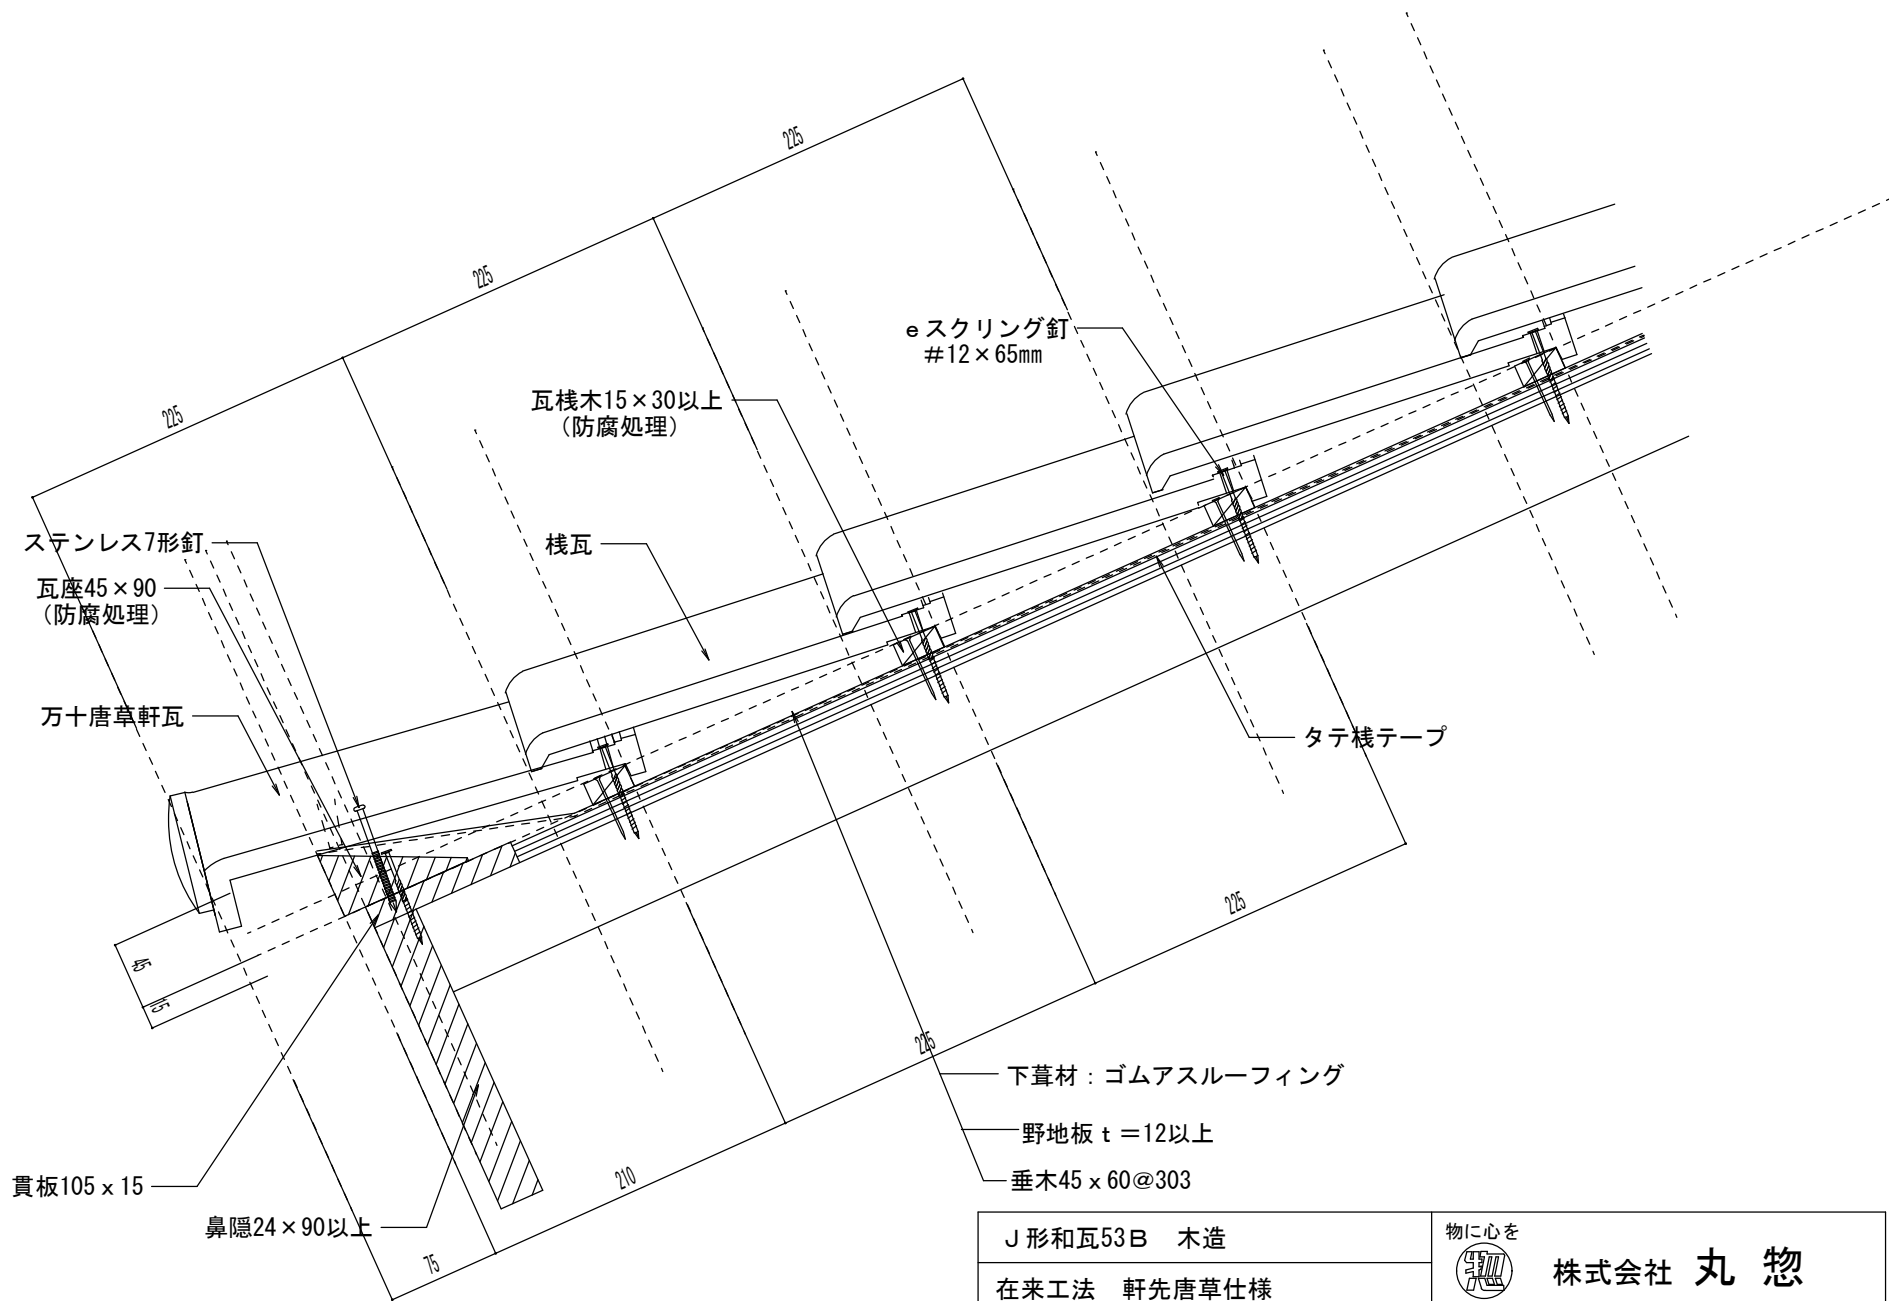 225
225
225
225
eスクリング釘
#12×65mm
瓦桟木15×30以上
(防腐処理)
ステンレス7形釘
瓦座45×90
(防腐処理)
桟瓦
万十唐草軒瓦
タテ桟テープ
45
15
225
225
210
75
下葺材：ゴムアスルーフィング
野地板ｔ＝12以上
垂木45ｘ60@303
貫板105ｘ15
鼻隠24×90以上
Ｊ形和瓦53Ｂ　木造
在来工法　軒先唐草仕様
物に心を
惣
株式会社 丸 惣